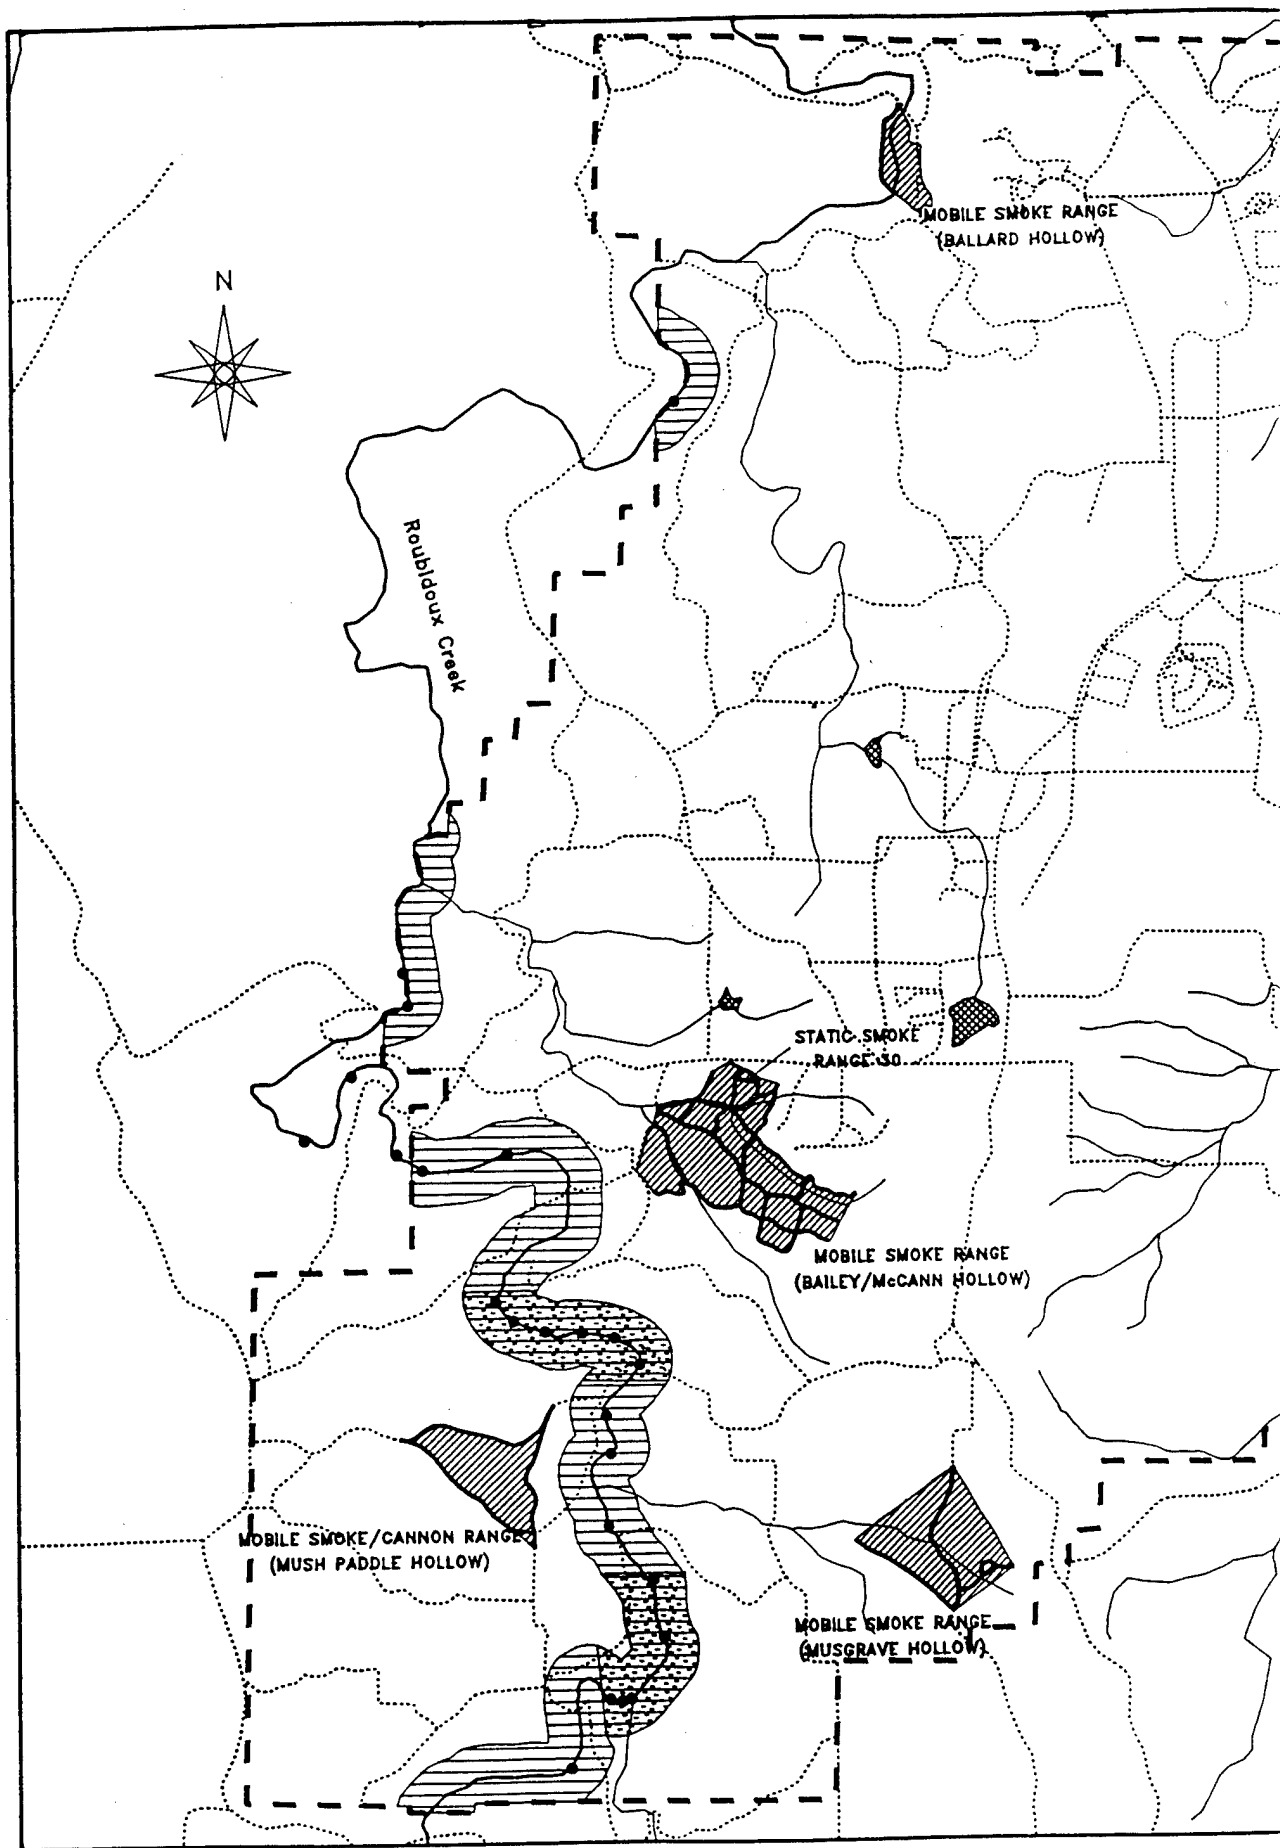 MOBILE SMOKE RANGE
(BALLARD HOLLOW)
N
Roubidoux Creek
STATIC SMOKE
RANGE 30
MOBILE SMOKE RANGE
(BAILEY/McCANN HOLLOW)
MOBILE SMOKE/CANNON RANGE
(MUSH PADDLE HOLLOW)
MOBILE SMOKE RANGE
(MUSGRAVE HOLLOW)